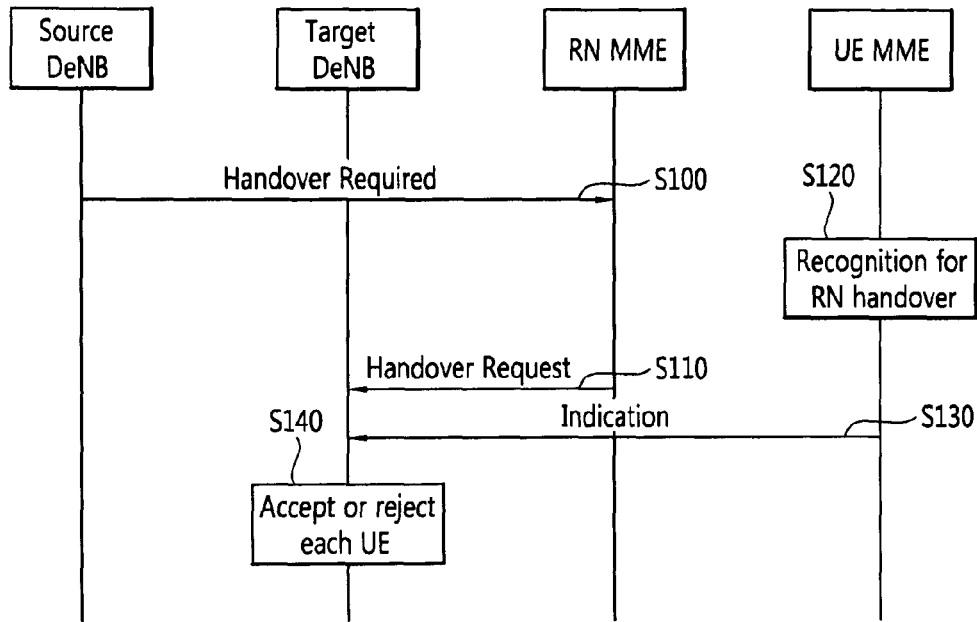 Source
DeNB
Target
DeNB
RN MME
UE MME
Handover Required
S100
S120
Recognition for
RN handover
Handover Request
S110
Indication
S130
S140
Accept or reject
each UE